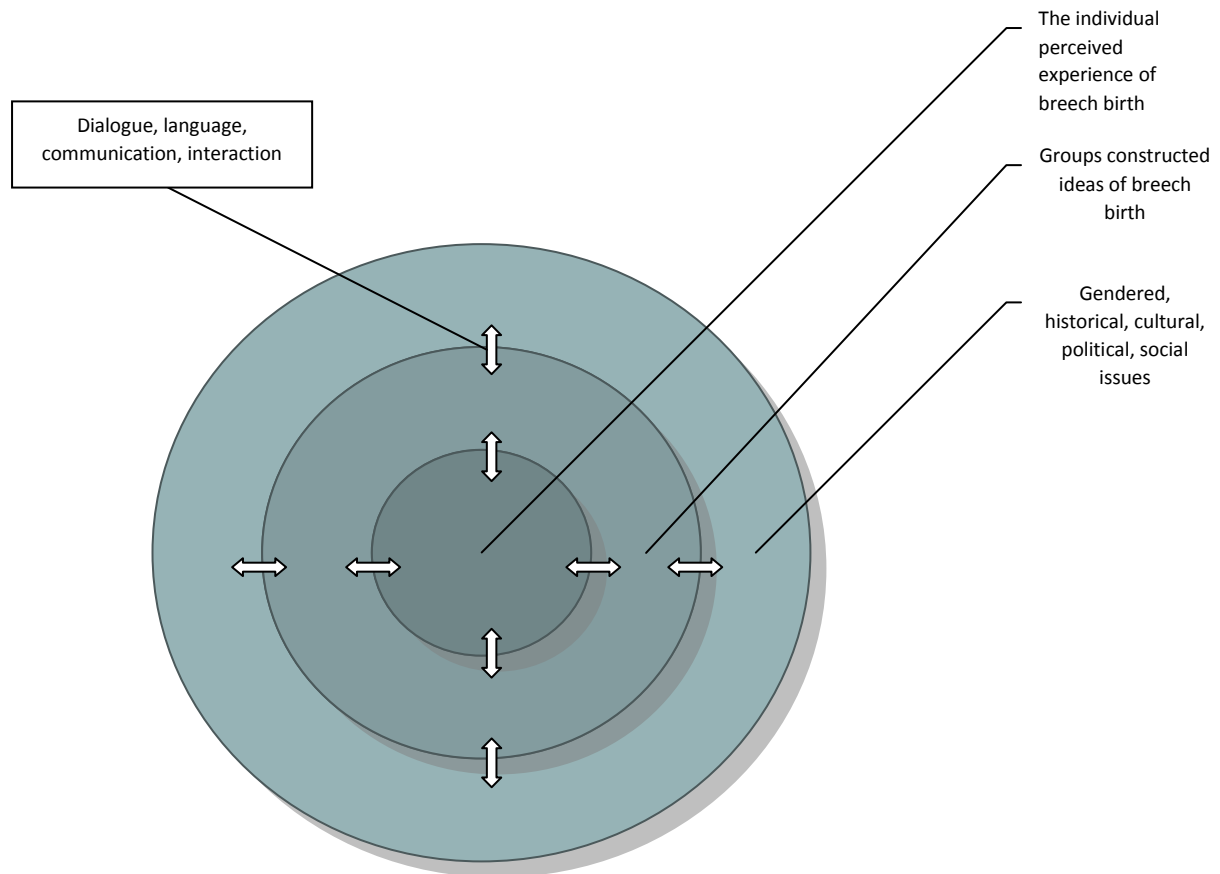 The individual
perceived
experience of
breech birth
Dialogue, language,
communication, interaction
Groups constructed
ideas of breech
birth
Gendered,
historical, cultural,
political, social
issues